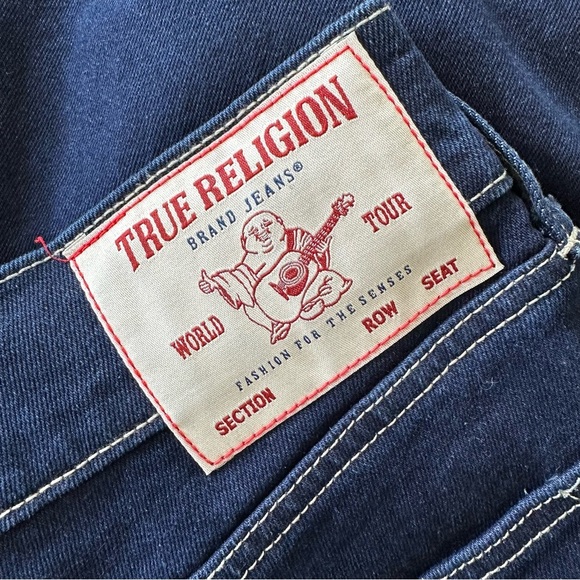 TRUE RELIGION
BRAND JEANS®
WORLD TOUR
FASHION FOR THE SENSES
SECTION ROW SEAT